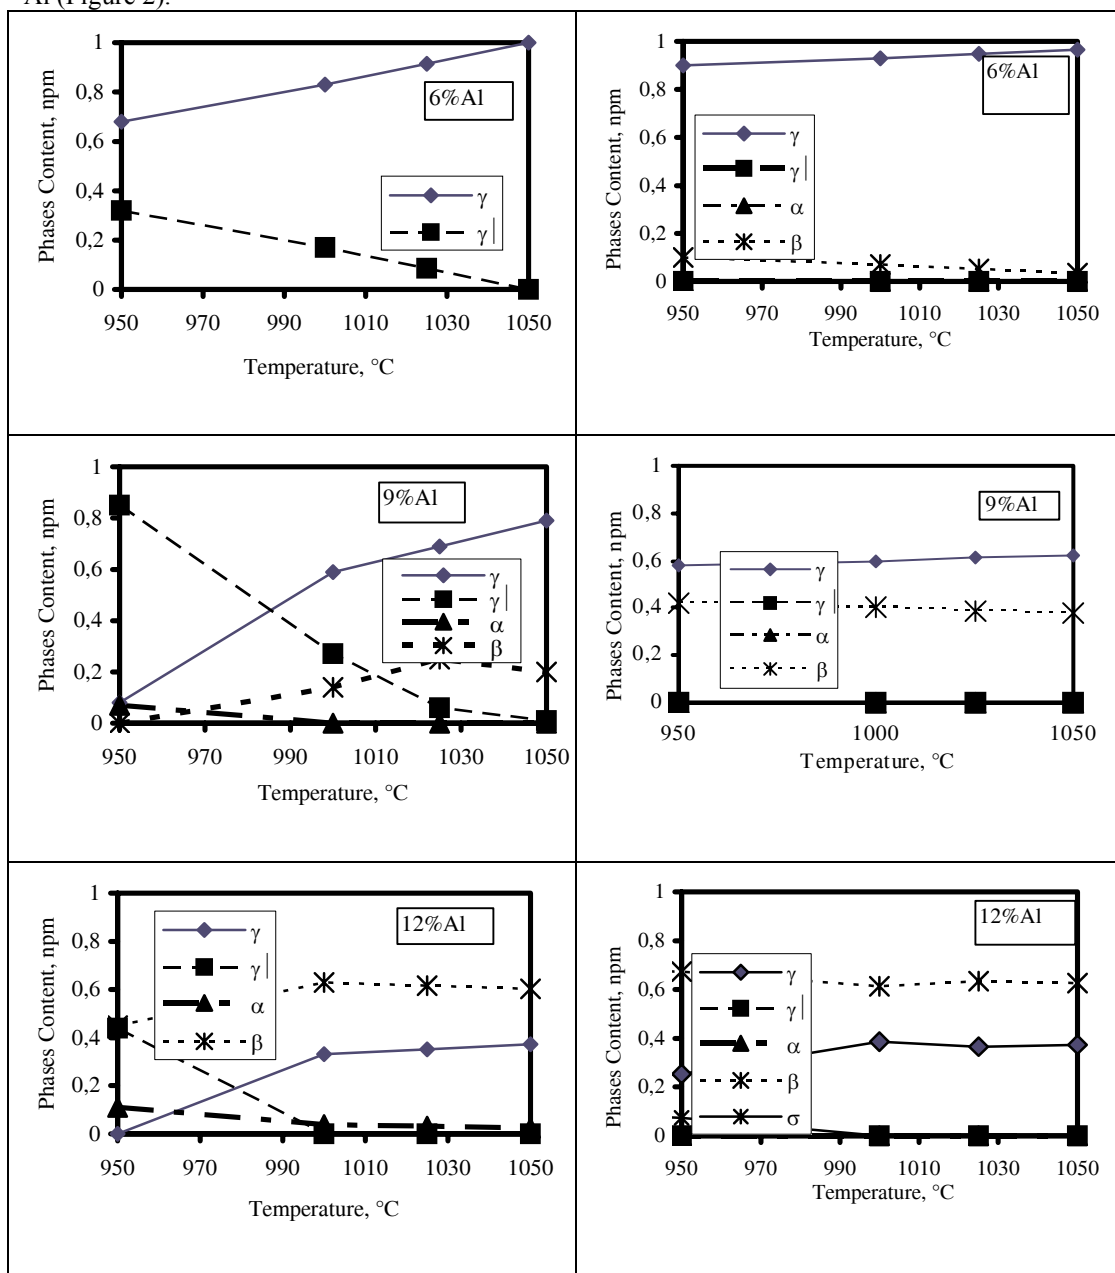 Al (Figure 2).
1
0,8
0,6
0,4
0,2
0
Phases Content, npm
6%Al
γ
γ|
950 970 990 1010 1030 1050
Temperature, °C
1
0,8
0,6
0,4
0,2
0
Phases Content, npm
6%Al
γ
γ|
α
β
950 970 990 1010 1030 1050
Temperature, °C
1
0,8
0,6
0,4
0,2
0
Phases Content, npm
9%Al
γ
γ|
α
β
950 970 990 1010 1030 1050
Temperature, °C
1
0,8
0,6
0,4
0,2
0
Phases Content, npm
9%Al
γ
γ|
α
β
950 1000 1050
Temperature, °C
1
0,8
0,6
0,4
0,2
0
Phases Content, npm
12%Al
γ
γ|
α
β
950 970 990 1010 1030 1050
Temperature, °C
1
0,8
0,6
0,4
0,2
0
Phases Content, npm
12%Al
γ
γ|
α
β
σ
950 970 990 1010 1030 1050
Temperature, °C